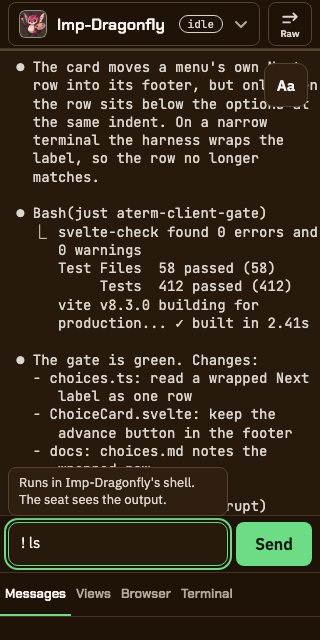 Imp-Dragonfly idle
Raw
Aa
● The card moves a menu's own
row into its footer, but
the row sits below the options at
the same indent. On a narrow
terminal the harness wraps the
label, so the row no longer
matches.
● Bash(just aterm-client-gate)
svelte-check found 0 errors and
0 warnings
Test Files 58 passed (58)
Tests 412 passed (412)
vite v8.3.0 building for
production... ✓ built in 2.41s
● The gate is green. Changes:
- choices.ts: read a wrapped Next
label as one row
- ChoiceCard.svelte: keep the
advance button in the footer
- docs: choices.md notes the
Runs in Imp-Dragonfly's shell.
The seat sees the output.
rupt)
! ls
Send
Messages Views Browser Terminal